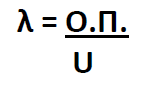 λ = О.П.
U